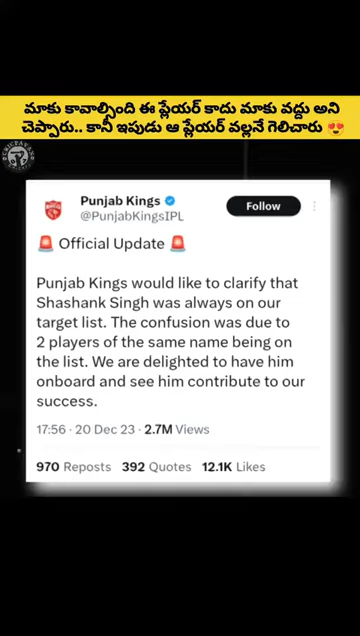 మాకు కావాల్సింది ఈ ప్లేయర్ కాదు మాకు వద్దు అని
చెప్పారు.. కానీ ఇపుడు ఆ ప్లేయర్ వల్లనే గెలిచారు 😍
Punjab Kings
@PunjabKingsIPL
Follow
🚨 Official Update 🚨
Punjab Kings would like to clarify that
Shashank Singh was always on our
target list. The confusion was due to
2 players of the same name being on
the list. We are delighted to have him
onboard and see him contribute to our
success.
17:56 · 20 Dec 23 · 2.7M Views
970 Reposts 392 Quotes 12.1K Likes